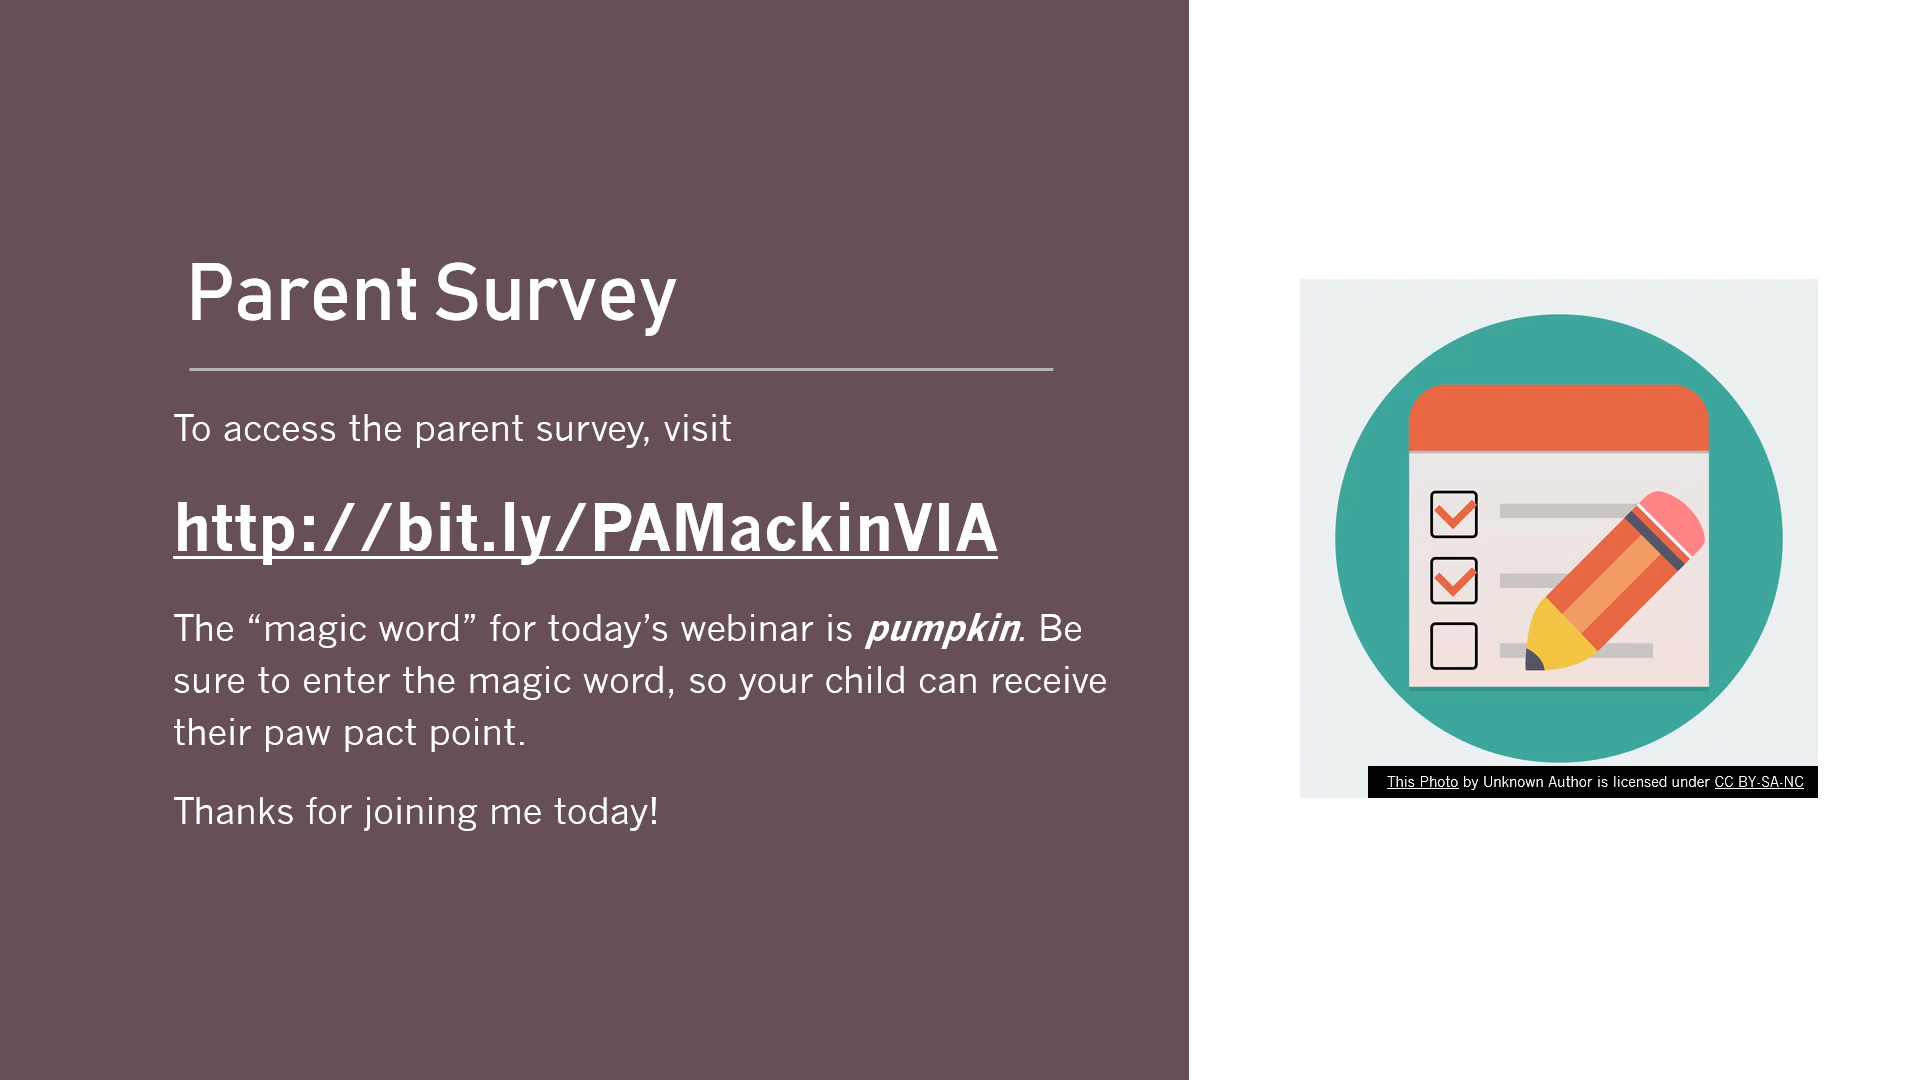 Parent Survey
To access the parent survey, visit
http://bit.ly/PAMackinVIA
The “magic word” for today’s webinar is pumpkin. Be
sure to enter the magic word, so your child can receive
their paw pact point.
Thanks for joining me today!
This Photo by Unknown Author is licensed under CC BY-SA-NC